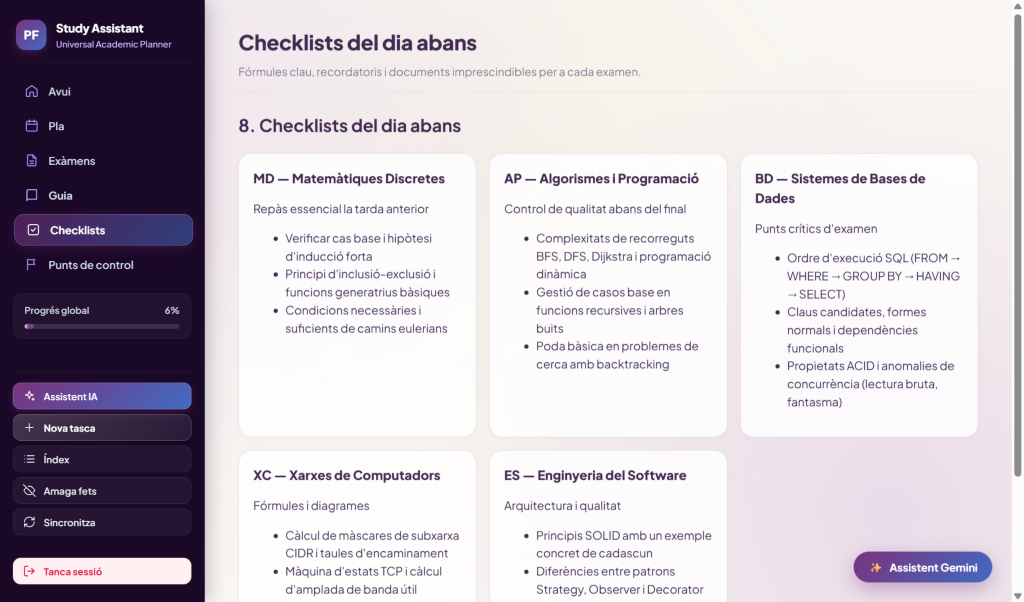 PF
Study Assistant
Universal Academic Planner
Avui
Pla
Exàmens
Guia
Checklists
Punts de control
Progrés global
6%
Assistent IA
Nova tasca
Índex
Amaga fets
Sincronitza
Tanca sessió
Checklists del dia abans
Fórmules clau, recordatoris i documents imprescindibles per a cada examen.
8. Checklists del dia abans
MD — Matemàtiques Discretes
Repàs essencial la tarda anterior
• Verificar cas base i hipòtesi
d'inducció forta
• Principi d'inclusió-exclusió i
funcions generatrius bàsiques
• Condicions necessàries i
suficients de camins eulerians
AP — Algorismes i Programació
Control de qualitat abans del final
• Complexitats de recorreguts
BFS, DFS, Dijkstra i programació
dinàmica
• Gestió de casos base en
funcions recursives i arbres
buits
• Poda bàsica en problemes de
cerca amb backtracking
BD — Sistemes de Bases de
Dades
Punts crítics d'examen
• Ordre d'execució SQL (FROM →
WHERE → GROUP BY → HAVING
→ SELECT)
• Claus candidates, formes
normals i dependències
funcionals
• Propietats ACID i anomalies de
concurrència (lectura bruta,
fantasma)
XC — Xarxes de Computadors
Fórmules i diagrames
• Càlcul de màscares de subxarxa
CIDR i taules d'encaminament
• Màquina d'estats TCP i càlcul
d'amplada de banda útil
ES — Enginyeria del Software
Arquitectura i qualitat
• Principis SOLID amb un exemple
concret de cadascun
• Diferències entre patrons
Strategy, Observer i Decorator
Assistent Gemini